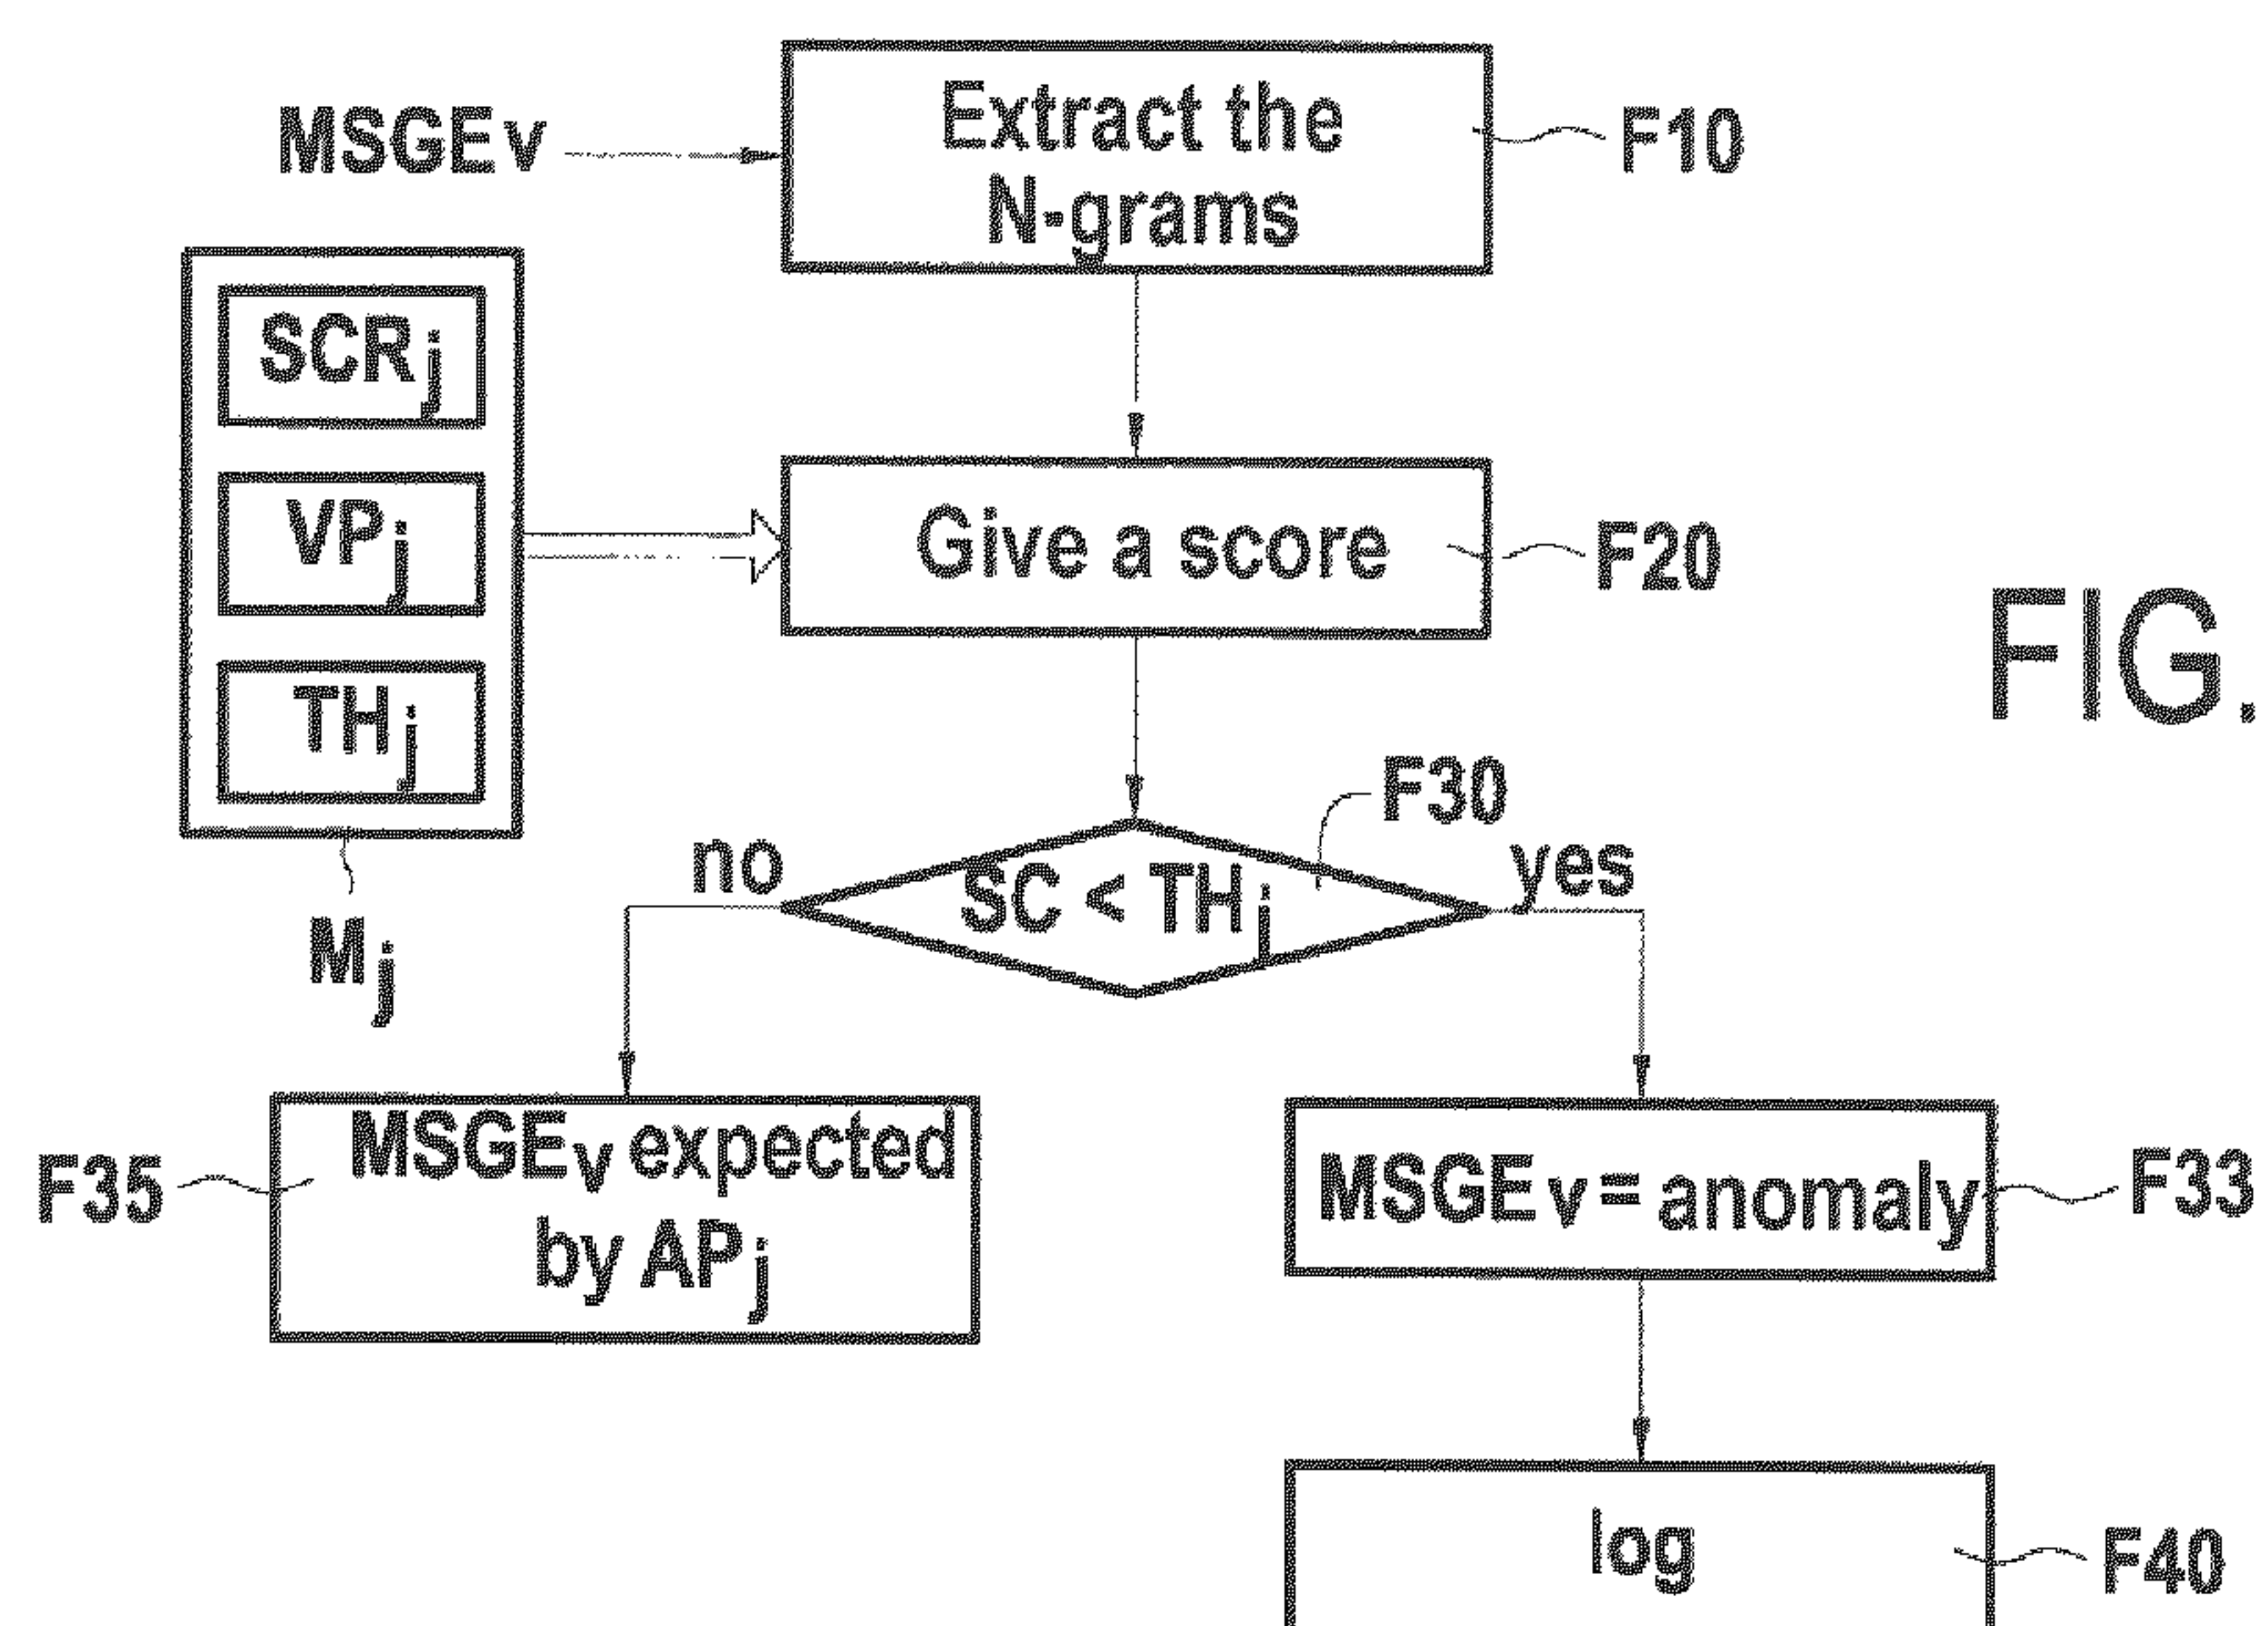 MSGEv
Extract the
N-grams
F10
SCRj
VPj
THj
Mj
Give a score
F20
FIG.
F30
no
SC < THj
yes
F35
MSGEv expected
by APj
MSGEv = anomaly
F33
log
F40